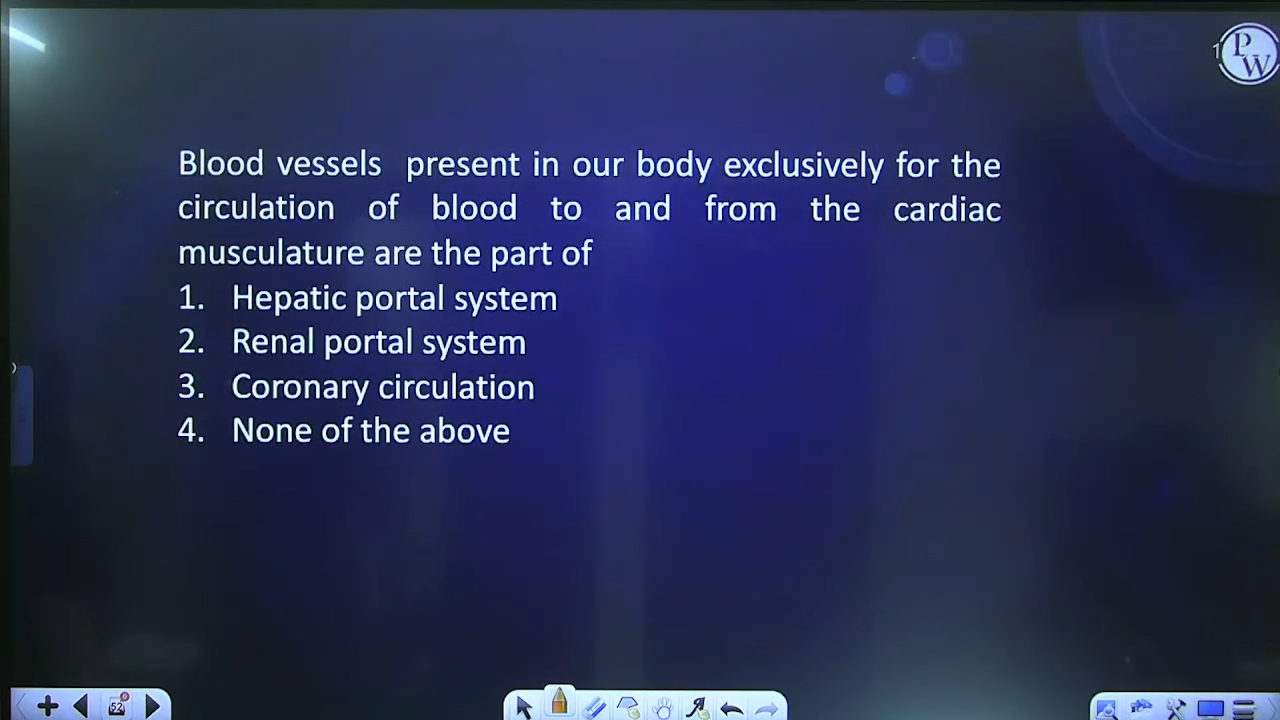 PW
Blood vessels present in our body exclusively for the
circulation of blood to and from the cardiac
musculature are the part of
1. Hepatic portal system
2. Renal portal system
3. Coronary circulation
4. None of the above
52